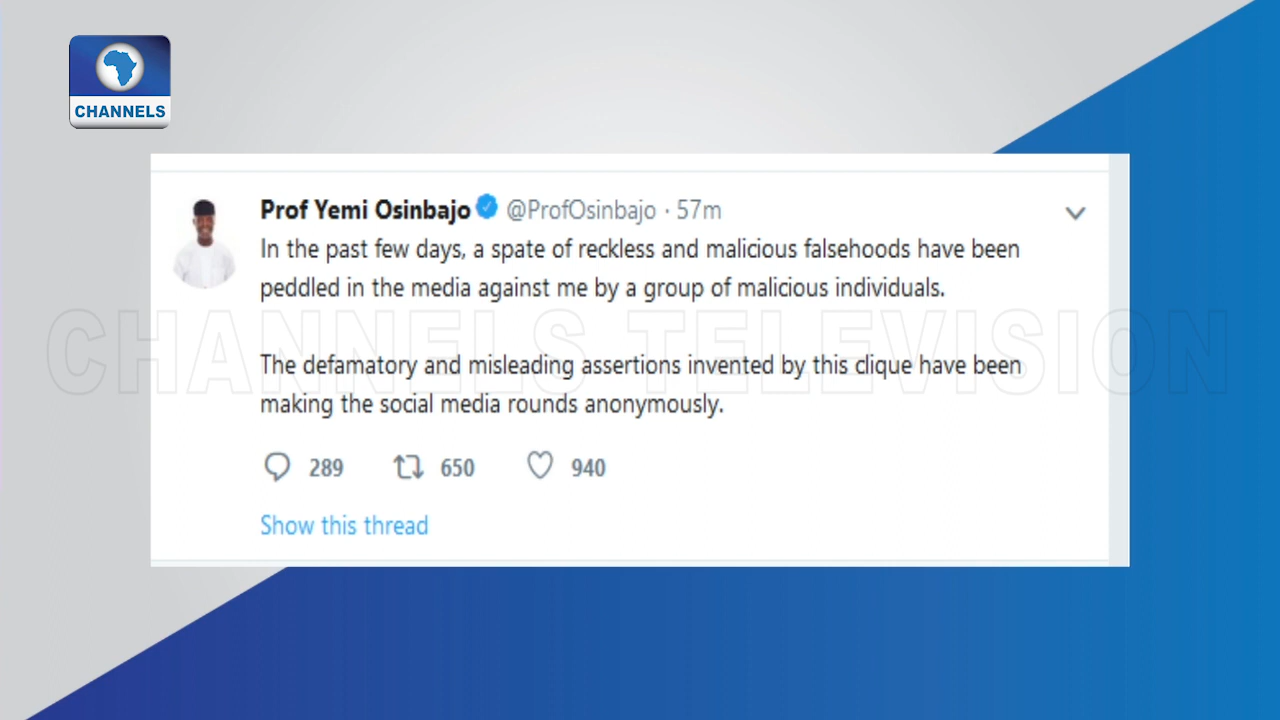 CHANNELS
Prof Yemi Osinbajo @ProfOsinbajo · 57m
In the past few days, a spate of reckless and malicious falsehoods have been
peddled in the media against me by a group of malicious individuals.
CHANNELS TELEVISION
The defamatory and misleading assertions invented by this clique have been
making the social media rounds anonymously.
289 650 940
Show this thread